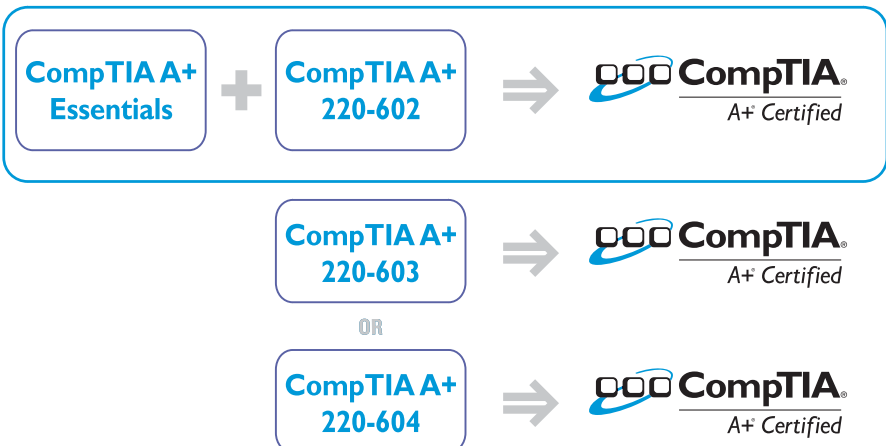 CompTIA A+
Essentials
+
CompTIA A+
220-602
⇒
CompTIA®
A+® Certified
CompTIA A+
220-603
⇒
CompTIA®
A+® Certified
OR
CompTIA A+
220-604
⇒
CompTIA®
A+® Certified